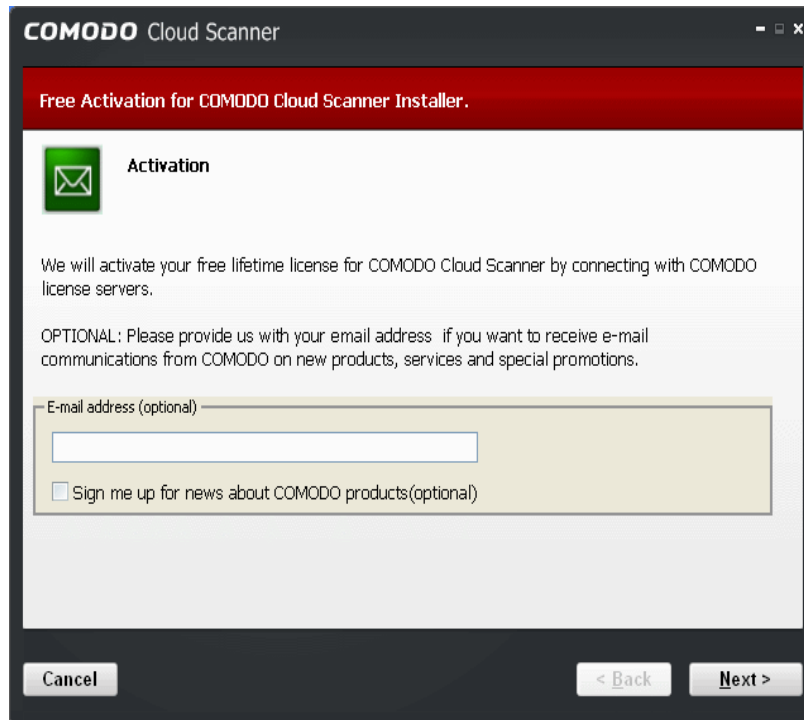 COMODO Cloud Scanner
Free Activation for COMODO Cloud Scanner Installer.
Activation
We will activate your free lifetime license for COMODO Cloud Scanner by connecting with COMODO
license servers.
OPTIONAL: Please provide us with your email address  if you want to receive e-mail
communications from COMODO on new products, services and special promotions.
E-mail address (optional)
Sign me up for news about COMODO products(optional)
Cancel
< Back
Next >